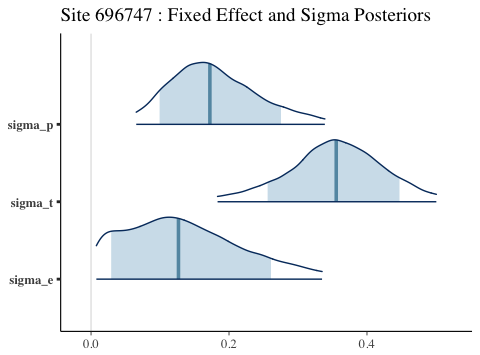 Site 696747 : Fixed Effect and Sigma Posteriors
sigma_p
sigma_t
sigma_e
0.0 0.2 0.4